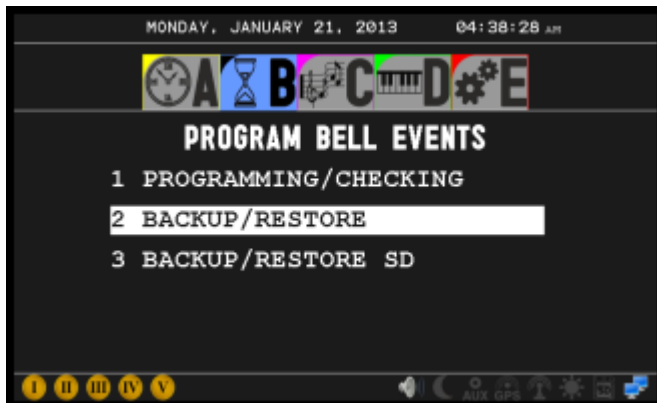 MONDAY, JANUARY 21, 2013 04:38:28 AM
A B C D E
PROGRAM BELL EVENTS
1 PROGRAMMING/CHECKING
2 BACKUP/RESTORE
3 BACKUP/RESTORE SD
I II III IV V AUX GPS